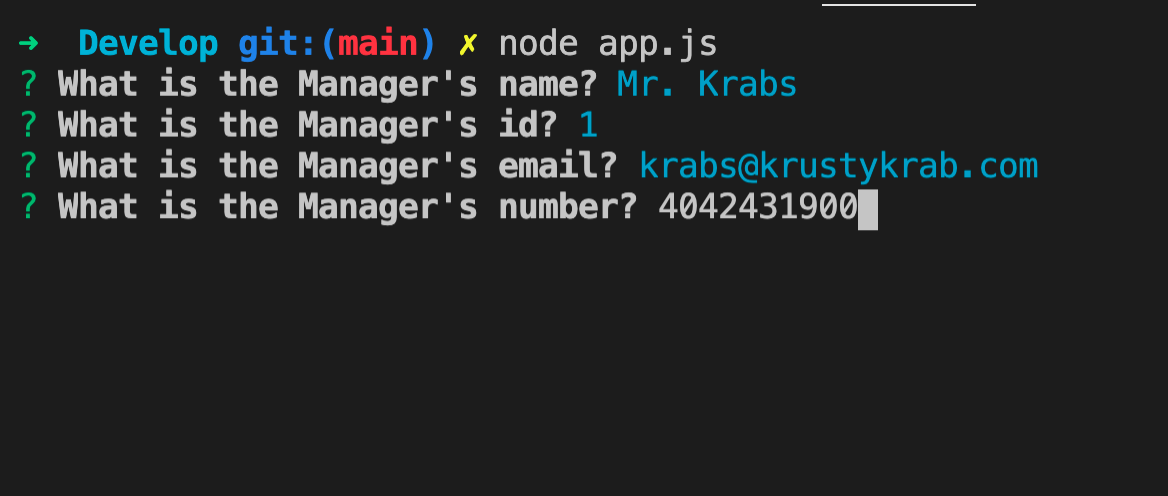 ➜ Develop git:(main) ✗ node app.js
? What is the Manager's name? Mr. Krabs
? What is the Manager's id? 1
? What is the Manager's email? krabs@krustykrab.com
? What is the Manager's number? 4042431900